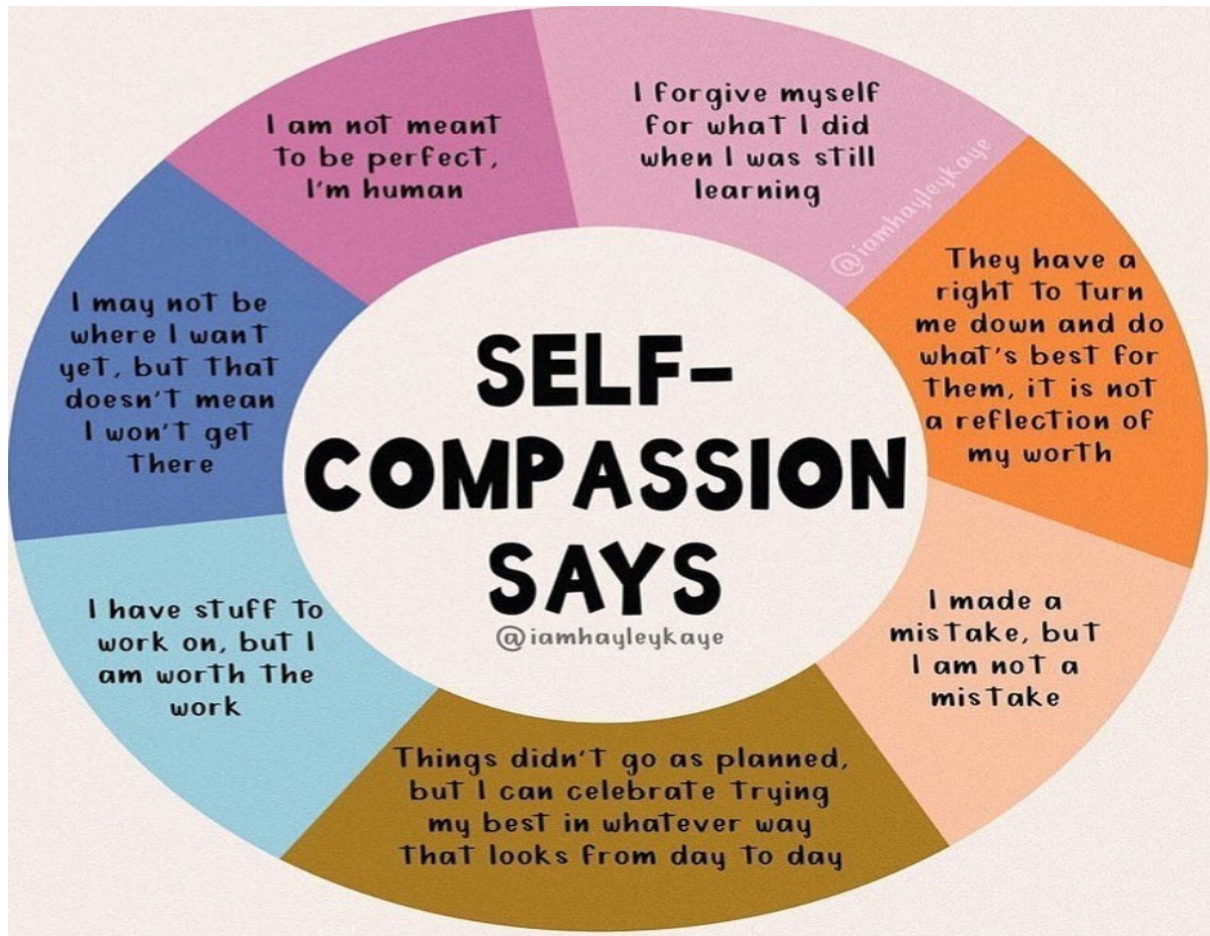 I am not meant
to be perfect,
I'm human
I forgive myself
for what I did
when I was still
learning
@iamhayleykaye
They have a
right to turn
me down and do
what's best for
them, it is not
a reflection of
my worth
I made a
mistake, but
I am not a
mistake
Things didn't go as planned,
but I can celebrate trying
my best in whatever way
that looks from day to day
I have stuff to
work on, but I
am worth the
work
I may not be
where I want
yet, but that
doesn't mean
I won't get
there
SELF-
COMPASSION
SAYS
@iamhayleykaye